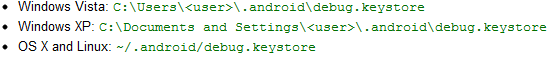 • Windows Vista: C:\Users\<user>\.android\debug.keystore
• Windows XP: C:\Documents and Settings\<user>\.android\debug.keystore
• OS X and Linux: ~/.android/debug.keystore